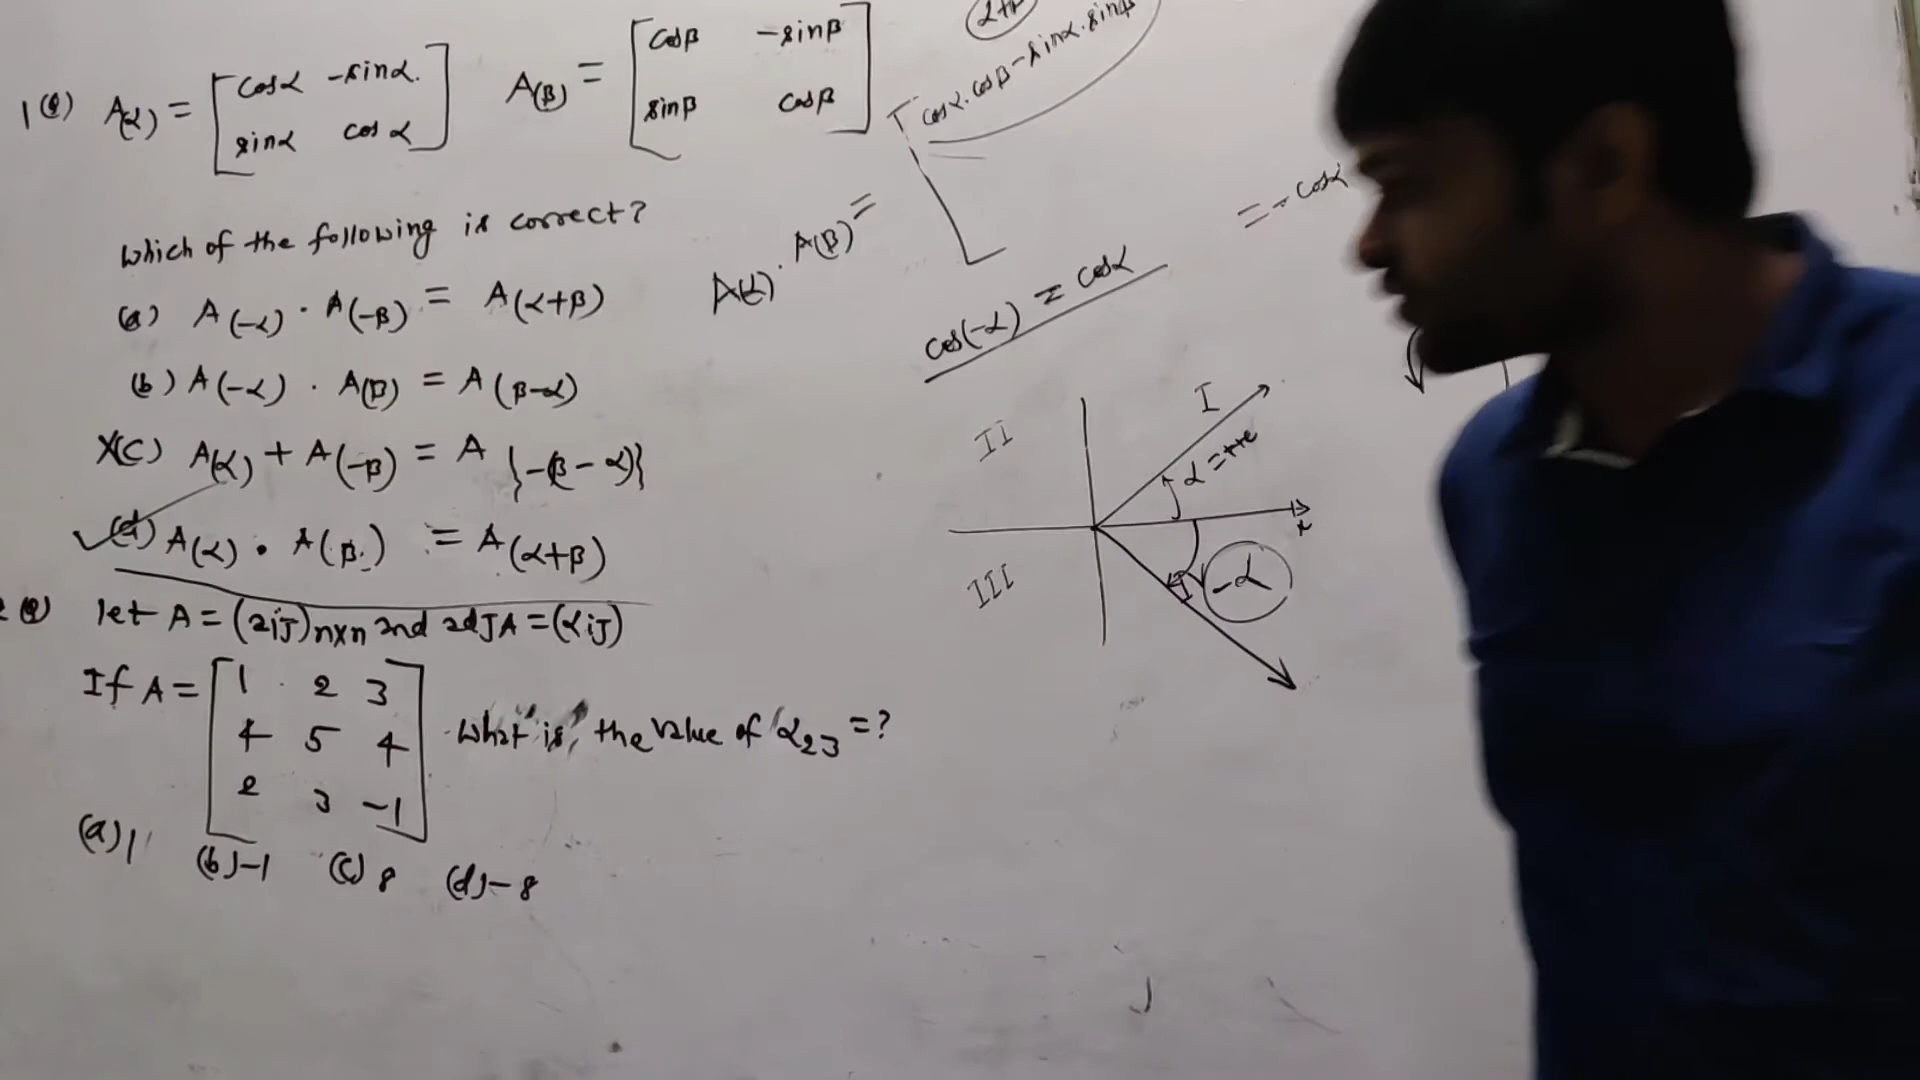 1(Q) A(α) = [cosα -sinα. sinα cosα] A(β) = [cosβ -sinβ sinβ cosβ]
which of the following is correct?
(a) A(-α) · A(-β) = A(α+β)
(b) A(-α) · A(β) = A(β-α)
X(C) A(α) + A(-β) = A {-(β-α)}
✓(d) A(α) • A(β) = A(α+β)
2Q) let A = (aij)nxn and adJA = (αiJ)
If A = [1 2 3 4 5 4 2 3 -1] what is the value of α23 = ?
(a) 1 (b) -1 (C) 8 (d) -8
cosα.cosβ-sinα.sinβ
A(α). A(β) =
= -cosα
cos(-α) = cosα
II
I
α = +ve
x
III
-α